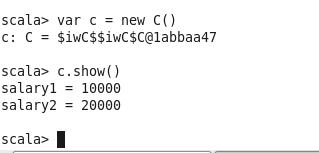 scala> var c = new C()
c: C = $iwC$$iwC$C@1abbaa47
scala> c.show()
salary1 = 10000
salary2 = 20000
scala>